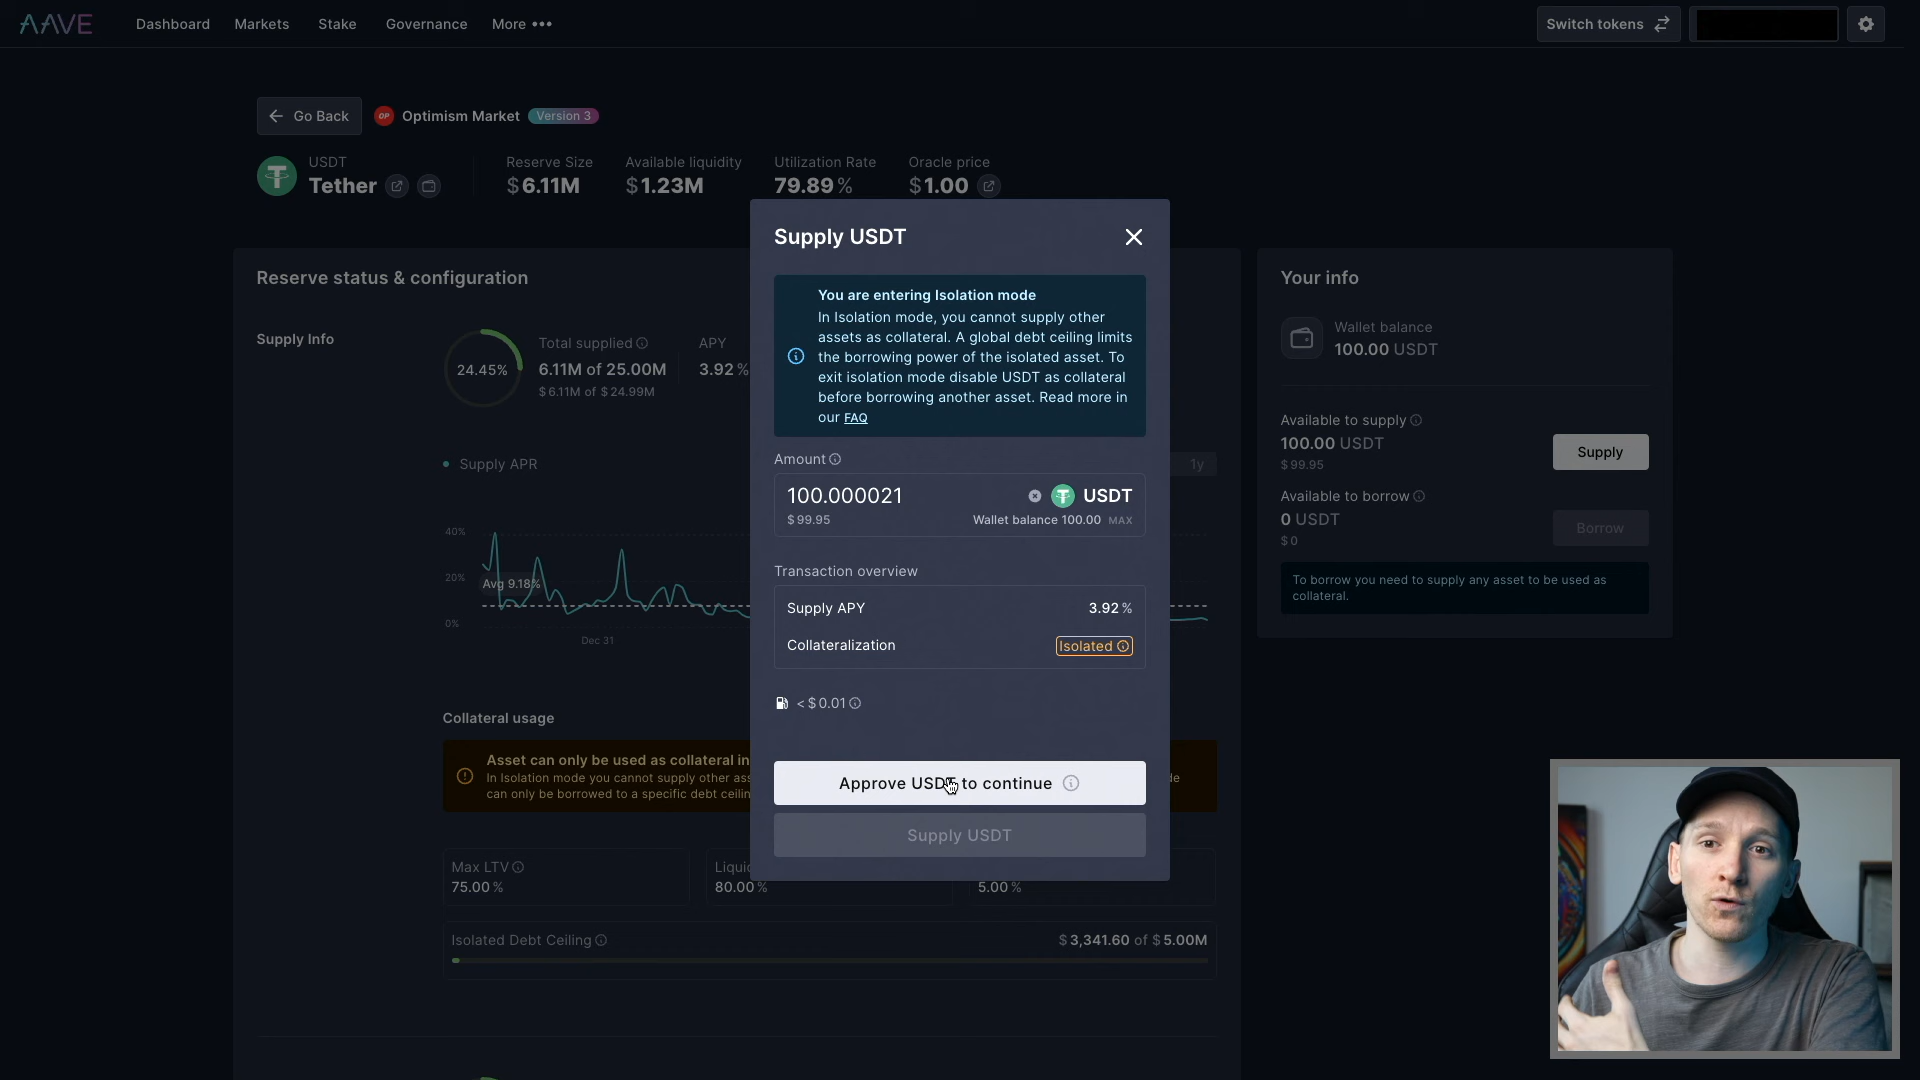 AAVE
Dashboard Markets Stake Governance More •••
Switch tokens
Go Back
OP Optimism Market Version 3
USDT
Tether
Reserve Size
$6.11M
Available liquidity
$1.23M
Utilization Rate
79.89%
Oracle price
$1.00
Reserve status & configuration
Supply Info
24.45%
Total supplied
6.11M of 25.00M
$6.11M of $24.99M
APY
3.92%
Supply APR
1y
40%
20%
0%
Avg 9.18%
Dec 31
Collateral usage
Asset can only be used as collateral in
In Isolation mode you cannot supply other ass
can only be borrowed to a specific debt ceilin
de
Max LTV
75.00%
Liquid
80.00%
5.00%
Isolated Debt Ceiling
$3,341.60 of $5.00M
Supply USDT
You are entering Isolation mode
In Isolation mode, you cannot supply other
assets as collateral. A global debt ceiling limits
the borrowing power of the isolated asset. To
exit isolation mode disable USDT as collateral
before borrowing another asset. Read more in
our FAQ
Amount
100.000021
USDT
$99.95
Wallet balance 100.00 MAX
Transaction overview
Supply APY
3.92%
Collateralization
Isolated
<$0.01
Approve USDT to continue
Supply USDT
Your info
Wallet balance
100.00 USDT
Available to supply
100.00 USDT
$99.95
Supply
Available to borrow
0 USDT
$0
Borrow
To borrow you need to supply any asset to be used as
collateral.